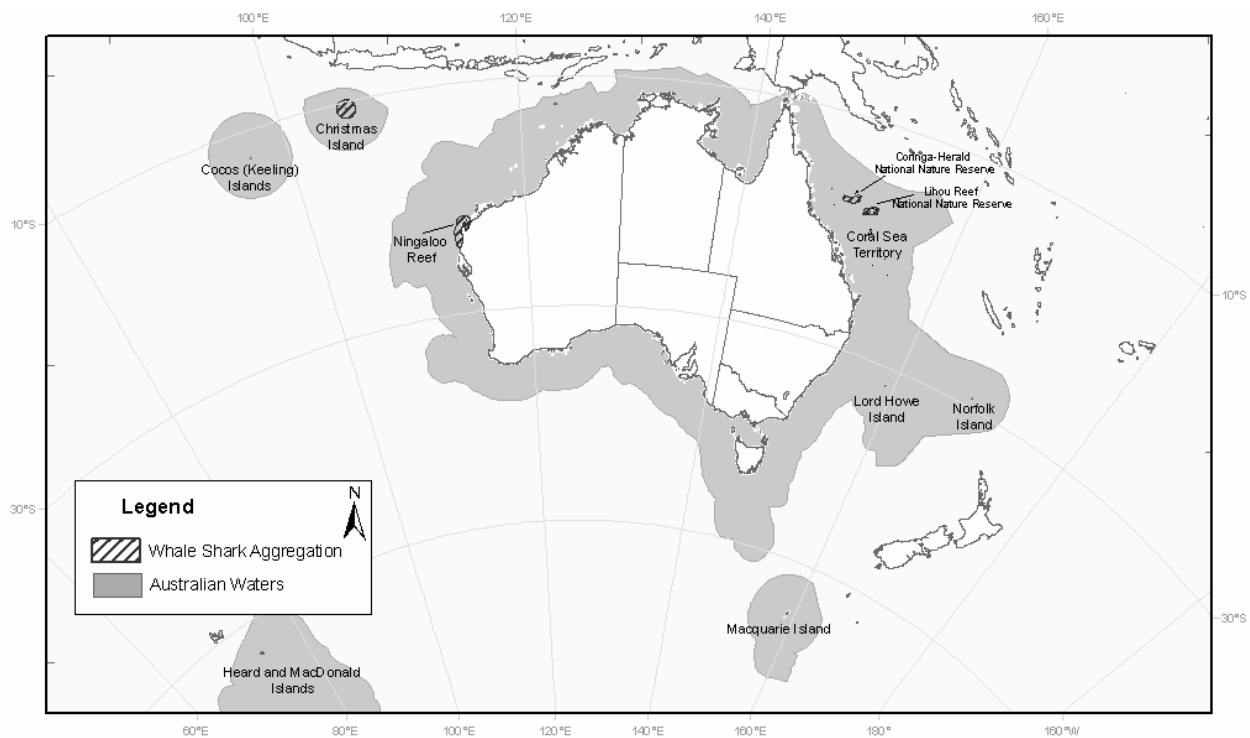 100°E 120°E 140°E 160°E
Christmas
Island
Cocos (Keeling)
Islands
Coringa-Herald
National Nature Reserve
Lihou Reef
National Nature Reserve
10°S
Ningaloo
Reef
Coral Sea
Territory
10°S
Lord Howe
Island
Norfolk
Island
30°S
Legend
N
Whale Shark Aggregation
Australian Waters
30°S
Macquarie Island
Heard and MacDonald
Islands
60°E 80°E 100°E 120°E 140°E 160°E 180° 160°W